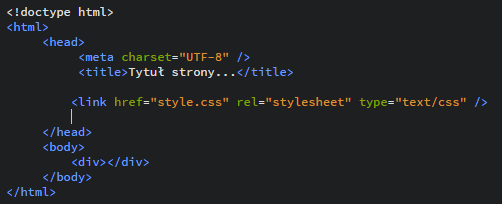 <!doctype html>
<html>
<head>
<meta charset="UTF-8" />
<title>Tytuł strony...</title>
<link href="style.css" rel="stylesheet" type="text/css" />
</head>
<body>
<div></div>
</body>
</html>